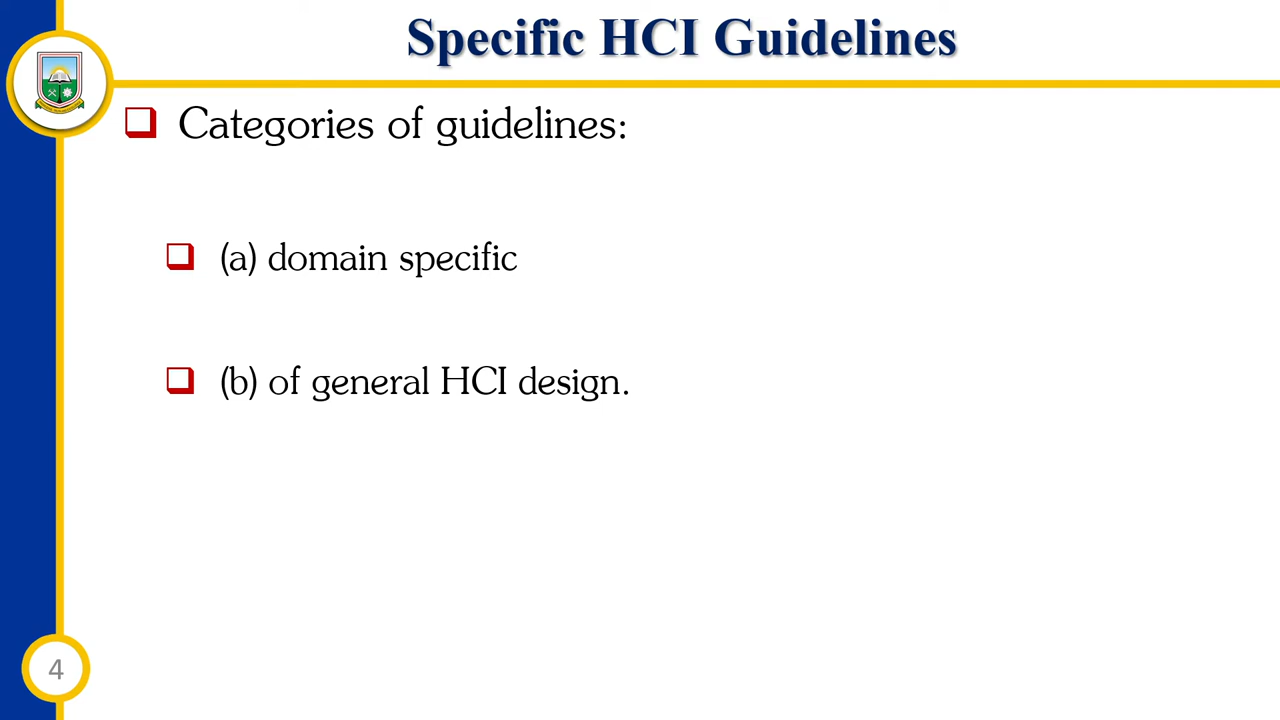 Specific HCI Guidelines
Categories of guidelines:
(a) domain specific
(b) of general HCI design.
4